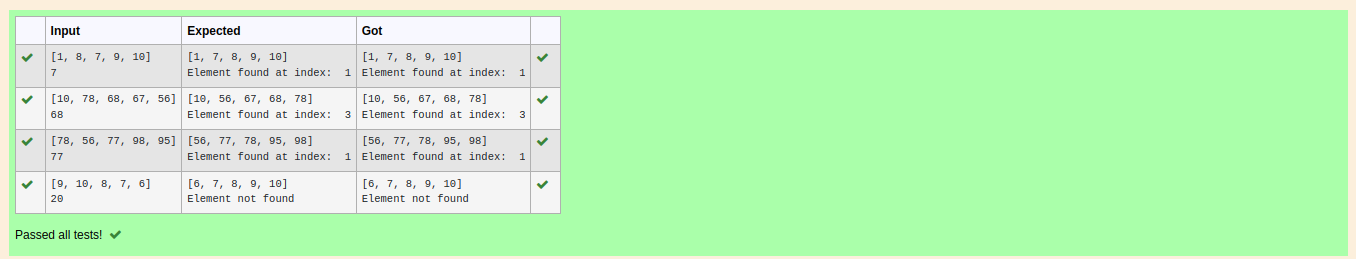 Input Expected Got
[1, 8, 7, 9, 10] [1, 7, 8, 9, 10] [1, 7, 8, 9, 10]
7 Element found at index:  1 Element found at index:  1
[10, 78, 68, 67, 56] [10, 56, 67, 68, 78] [10, 56, 67, 68, 78]
68 Element found at index:  3 Element found at index:  3
[78, 56, 77, 98, 95] [56, 77, 78, 95, 98] [56, 77, 78, 95, 98]
77 Element found at index:  1 Element found at index:  1
[9, 10, 8, 7, 6] [6, 7, 8, 9, 10] [6, 7, 8, 9, 10]
20 Element not found Element not found
Passed all tests!